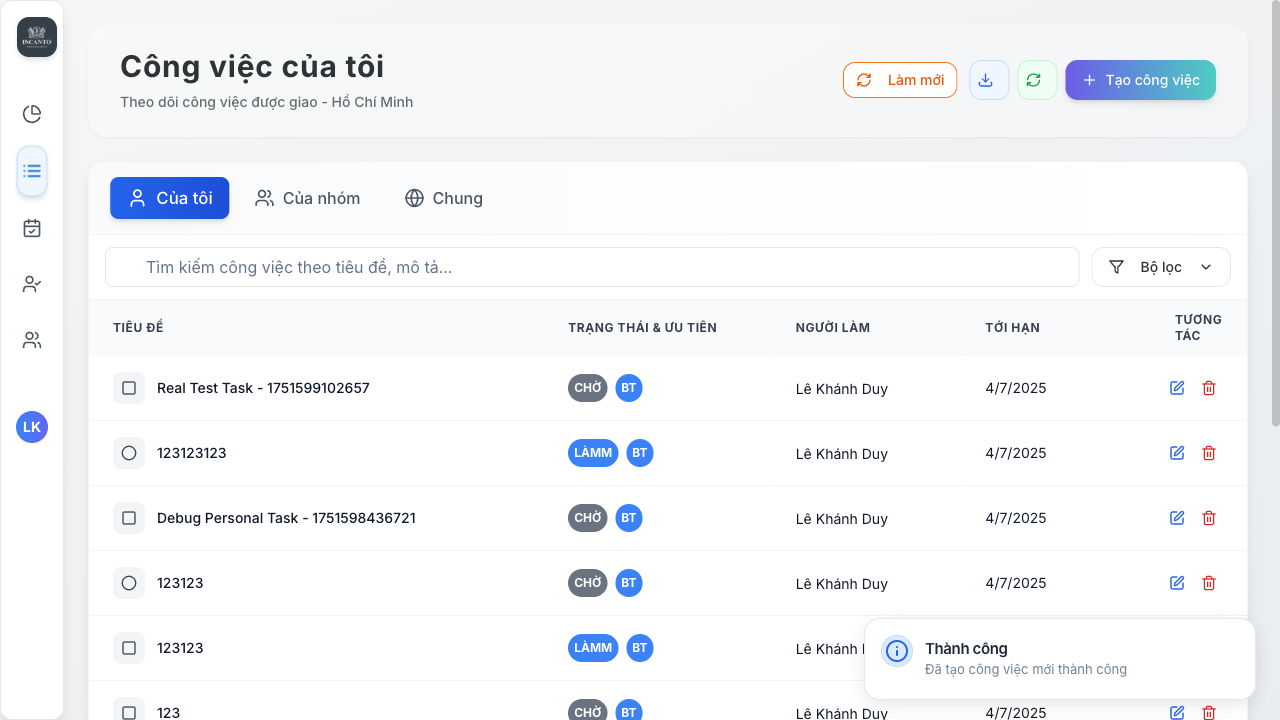 INCANTO
Công việc của tôi
Theo dõi công việc được giao - Hồ Chí Minh
Làm mới
Tạo công việc
Của tôi
Của nhóm
Chung
Tìm kiếm công việc theo tiêu đề, mô tả...
Bộ lọc
TIÊU ĐỀ
TRẠNG THÁI & ƯU TIÊN
NGƯỜI LÀM
TỚI HẠN
TƯƠNG
TÁC
Real Test Task - 1751599102657
CHỜ
BT
Lê Khánh Duy
4/7/2025
123123123
LÀMM
BT
Lê Khánh Duy
4/7/2025
LK
Debug Personal Task - 1751598436721
CHỜ
BT
Lê Khánh Duy
4/7/2025
123123
CHỜ
BT
Lê Khánh Duy
4/7/2025
123123
LÀMM
BT
Lê Khánh
Thành công
Đã tạo công việc mới thành công
123
CHỜ
BT
Lê Khánh Duy
4/7/2025